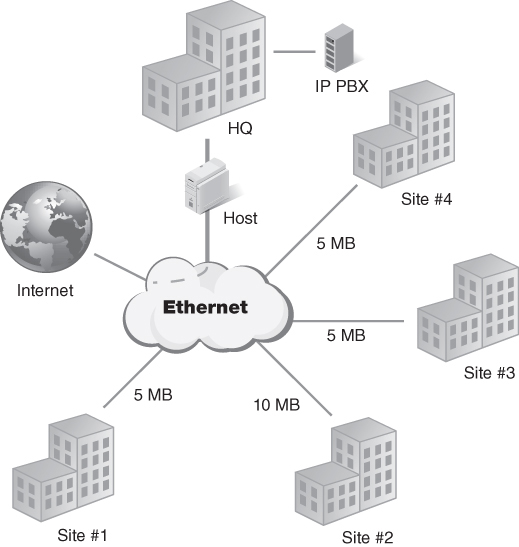 IP PBX
HQ
Site #4
Host
5 MB
Internet
Ethernet
5 MB
Site #3
5 MB
10 MB
Site #1
Site #2